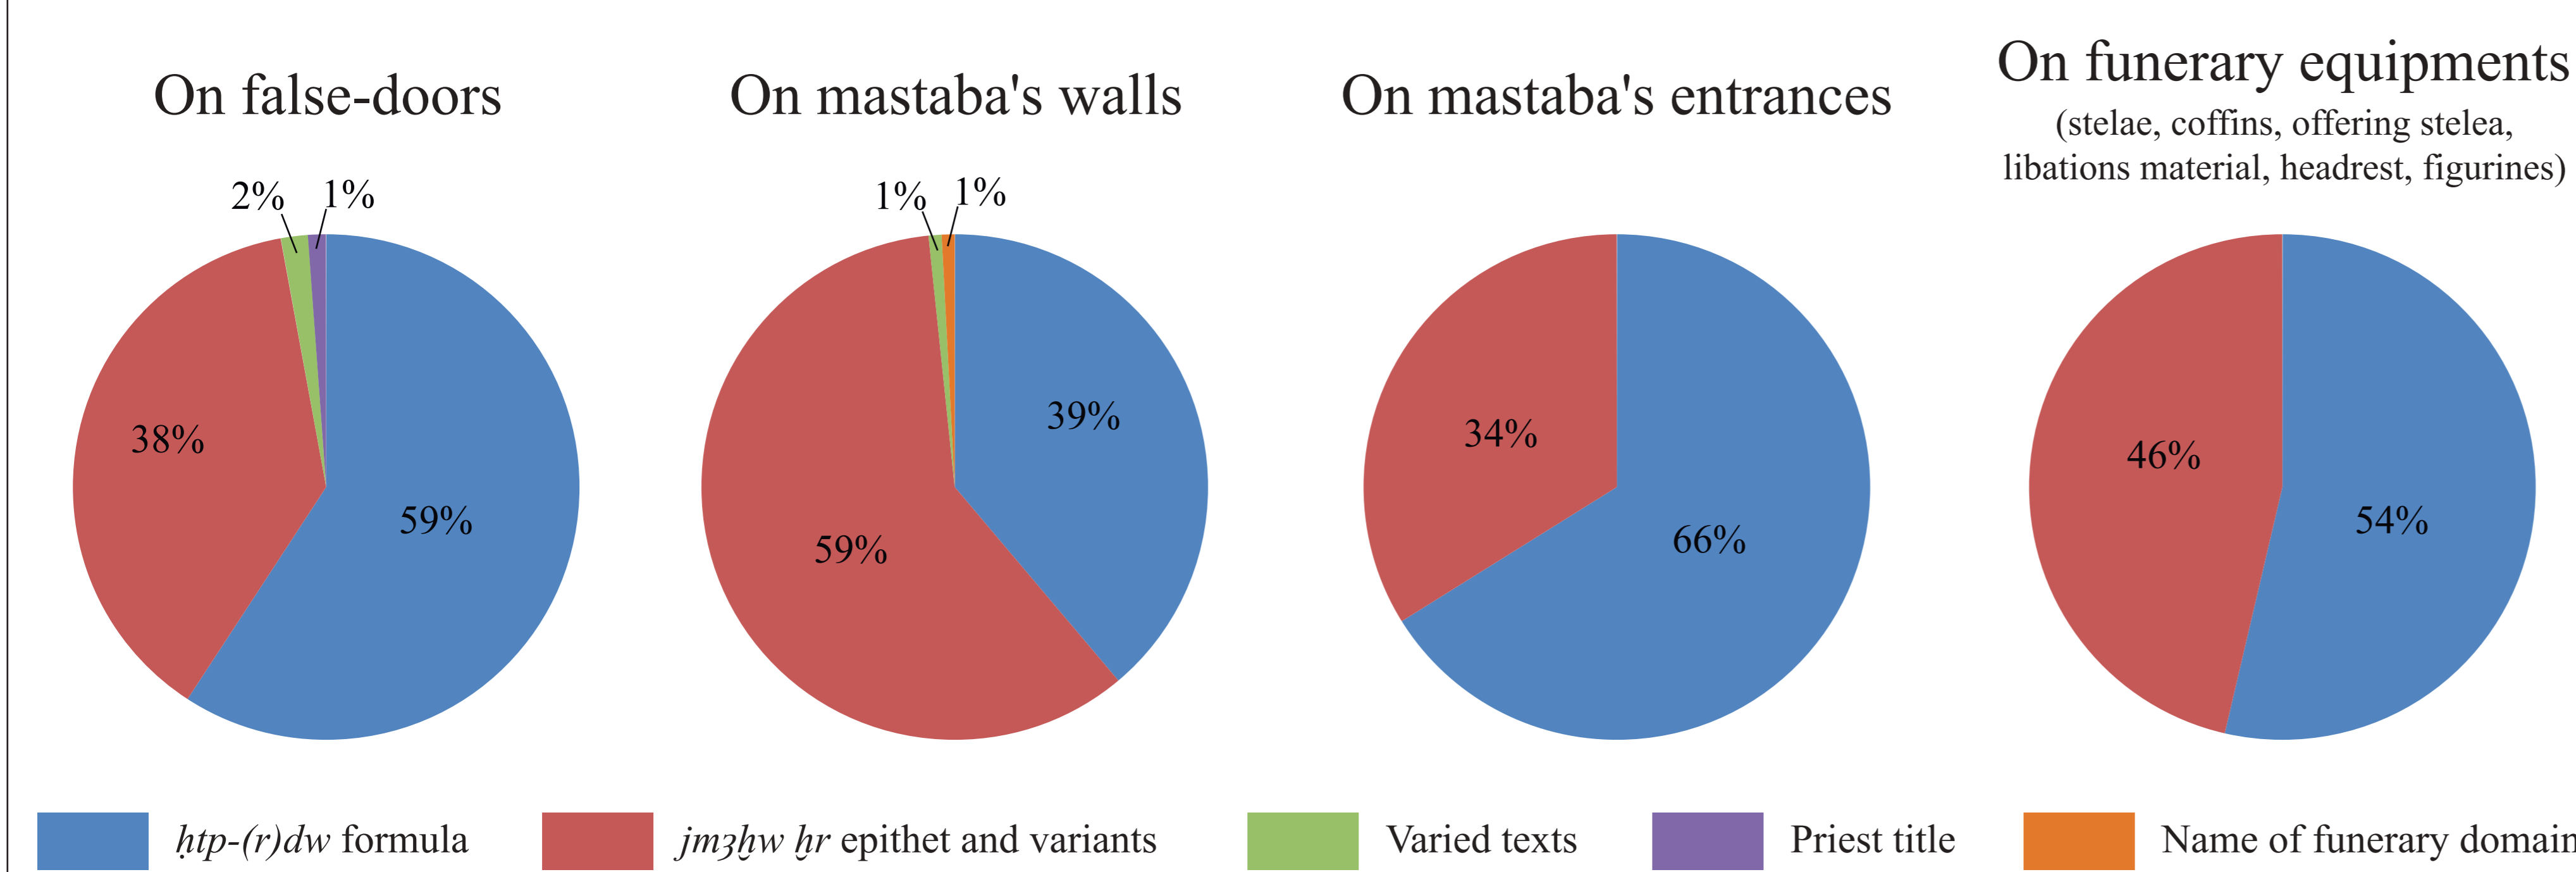 On false-doors
2%
1%
38%
59%
On mastaba's walls
1%
1%
39%
59%
On mastaba's entrances
34%
66%
On funerary equipments
(stelae, coffins, offering stelea,
libations material, headrest, figurines)
46%
54%
ḥtp-(r)dw formula
jmȝḫw ḫr epithet and variants
Varied texts
Priest title
Name of funerary domain